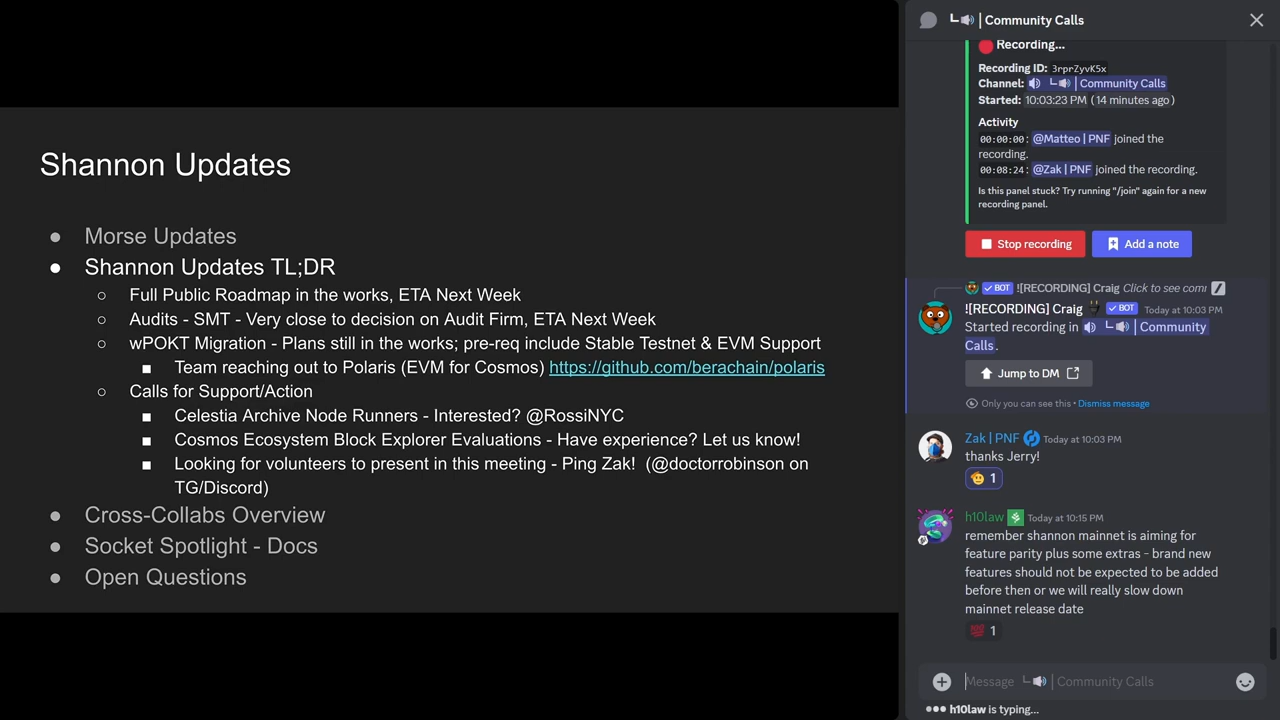 Shannon Updates
● Morse Updates
● Shannon Updates TL;DR
○ Full Public Roadmap in the works, ETA Next Week
○ Audits - SMT - Very close to decision on Audit Firm, ETA Next Week
○ wPOKT Migration - Plans still in the works; pre-req include Stable Testnet & EVM Support
■ Team reaching out to Polaris (EVM for Cosmos) https://github.com/berachain/polaris
○ Calls for Support/Action
■ Celestia Archive Node Runners - Interested? @RossiNYC
■ Cosmos Ecosystem Block Explorer Evaluations - Have experience? Let us know!
■ Looking for volunteers to present in this meeting - Ping Zak! (@doctorrobinson on
TG/Discord)
● Cross-Collabs Overview
● Socket Spotlight - Docs
● Open Questions
┗🔊 | Community Calls
🔴 Recording...
Recording ID: 3rprZyvK5x
Channel: 🔊 ┗🔊 | Community Calls
Started: 10:03:23 PM (14 minutes ago)
Activity
00:00:00: @Matteo | PNF joined the
recording.
00:08:24: @Zak | PNF joined the recording.
Is this panel stuck? Try running "/join" again for a new
recording panel.
Stop recording
Add a note
✓ BOT ![RECORDING] Craig Click to see com
![RECORDING] Craig ✓ BOT Today at 10:03 PM
Started recording in 🔊 ┗🔊 | Community
Calls.
Jump to DM
Only you can see this • Dismiss message
Zak | PNF Today at 10:03 PM
thanks Jerry!
🫡 1
h10law Today at 10:15 PM
remember shannon mainnet is aiming for
feature parity plus some extras - brand new
features should not be expected to be added
before then or we will really slow down
mainnet release date
💯 1
Message ┗🔊 | Community Calls
h10law is typing...